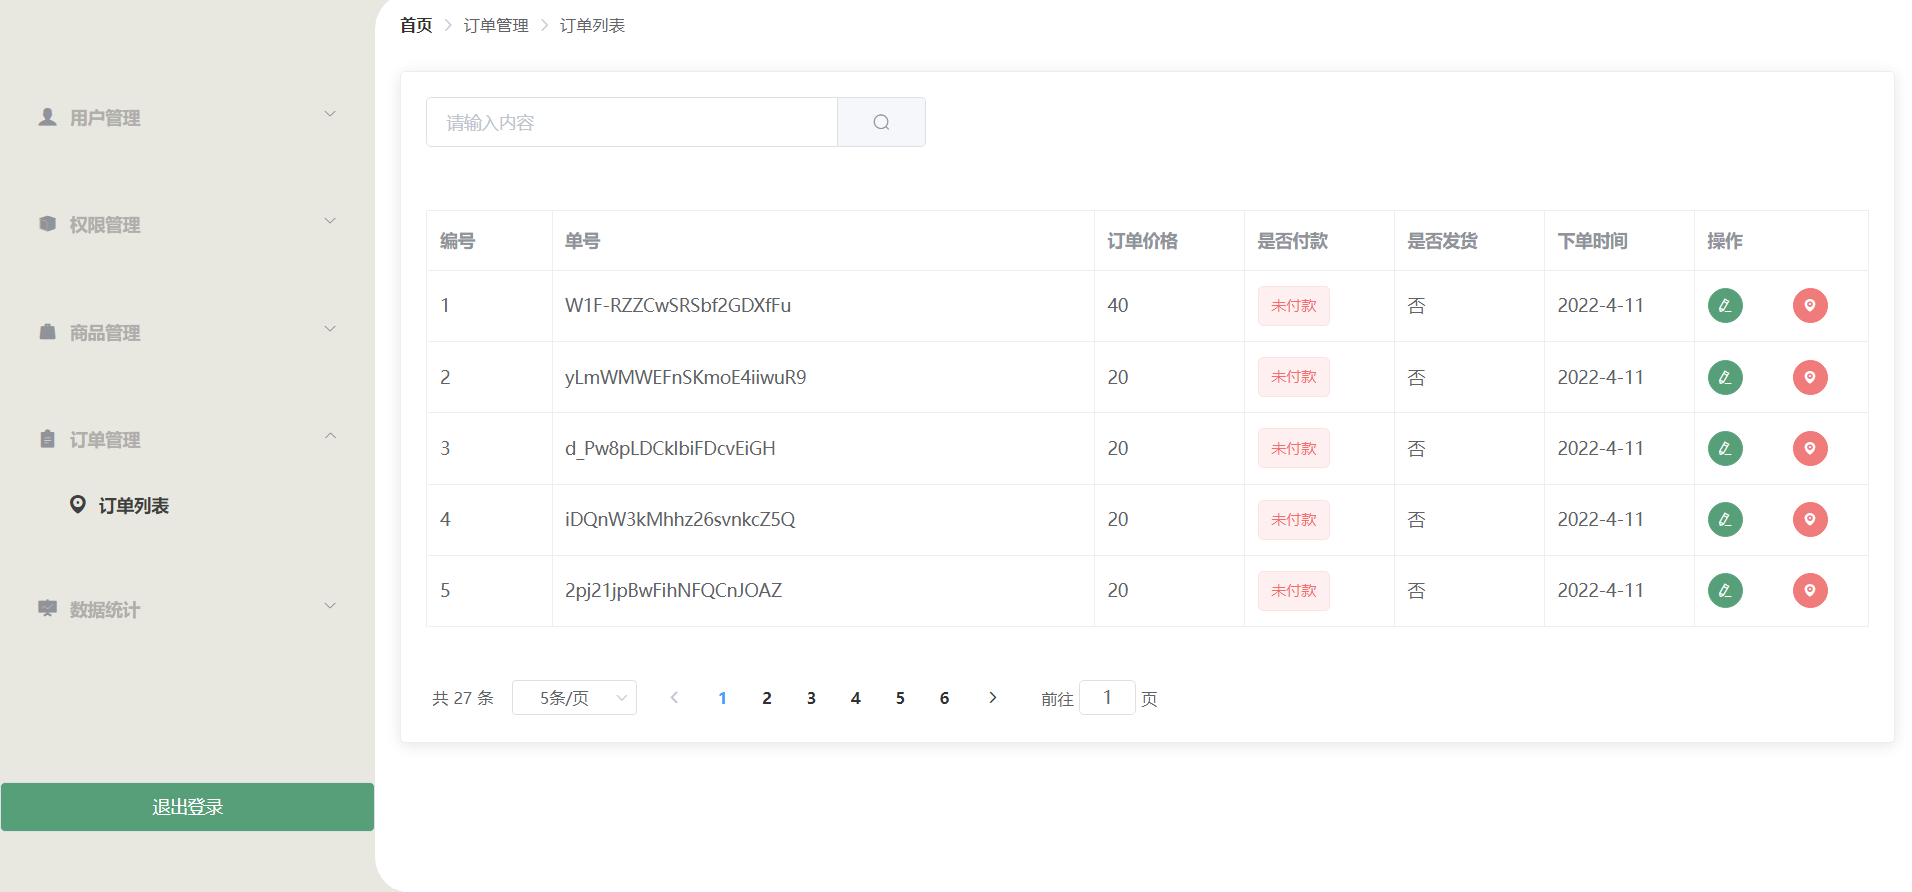 首页 订单管理 订单列表
用户管理
权限管理
商品管理
订单管理
订单列表
数据统计
退出登录
请输入内容
编号 单号 订单价格 是否付款 是否发货 下单时间 操作
1 W1F-RZZCwSRSbf2GDXfFu 40 未付款 否 2022-4-11
2 yLmWMWEFnSKmoE4iiwuR9 20 未付款 否 2022-4-11
3 d_Pw8pLDCklbiFDcvEiGH 20 未付款 否 2022-4-11
4 iDQnW3kMhhz26svnkcZ5Q 20 未付款 否 2022-4-11
5 2pj21jpBwFihNFQCnJOAZ 20 未付款 否 2022-4-11
共 27 条 5条/页 1 2 3 4 5 6 前往 1 页